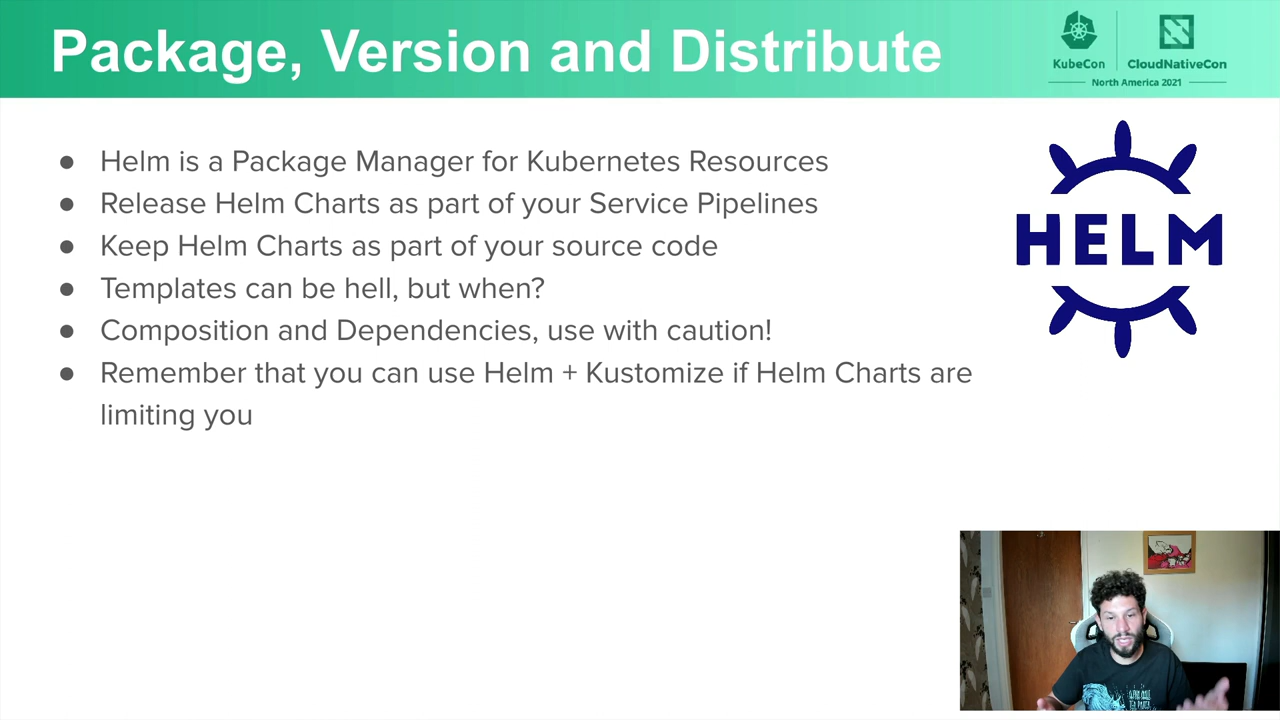 Package, Version and Distribute
KubeCon
CloudNativeCon
North America 2021
● Helm is a Package Manager for Kubernetes Resources
● Release Helm Charts as part of your Service Pipelines
● Keep Helm Charts as part of your source code
● Templates can be hell, but when?
● Composition and Dependencies, use with caution!
● Remember that you can use Helm + Kustomize if Helm Charts are
limiting you
HELM